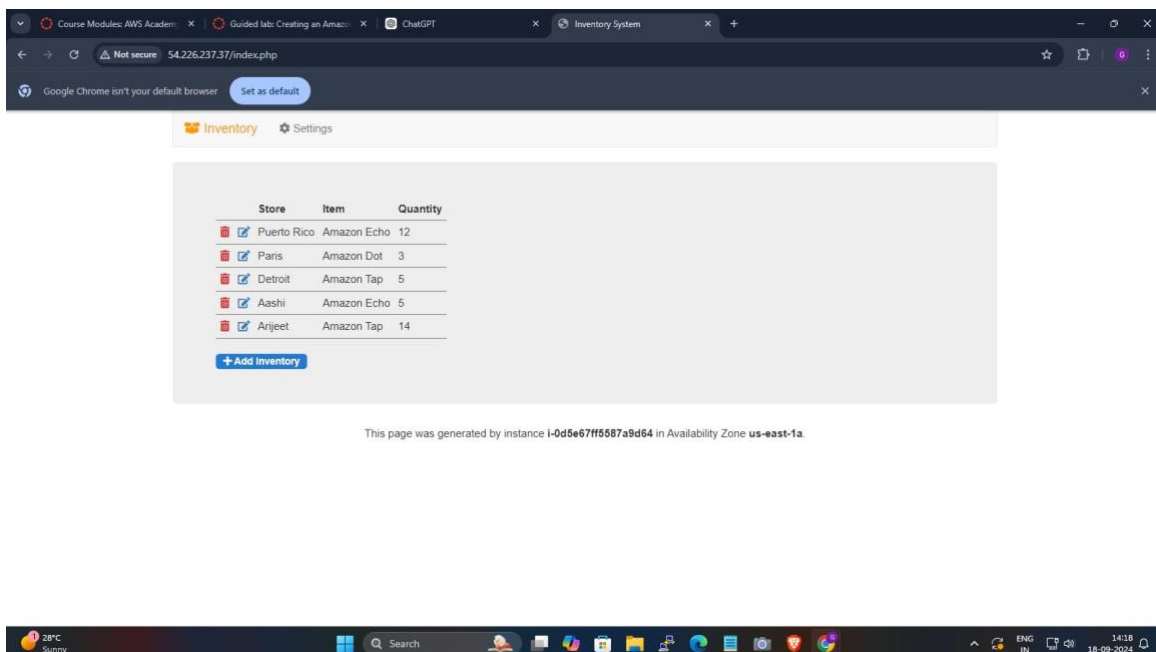 Course Modules: AWS Academ
Guided lab: Creating an Amazo
ChatGPT
Inventory System
Not secure 54.226.237.37/index.php
G
Google Chrome isn't your default browser Set as default
Inventory Settings
Store Item Quantity
Puerto Rico Amazon Echo 12
Paris Amazon Dot 3
Detroit Amazon Tap 5
Aashi Amazon Echo 5
Arijeet Amazon Tap 14
+Add Inventory
This page was generated by instance i-0d5e67ff5587a9d64 in Availability Zone us-east-1a.
1
28°C
Sunny
Search
ENG
IN
14:18
18-09-2024